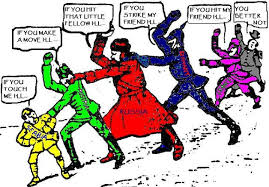 IF YOU
TOUCH
ME I'LL...
IF YOU MAKE
A MOVE I'LL...
IF YOU HIT
THAT LITTLE
FELLOW I'LL...
IF YOU
STRIKE MY
FRIEND I'LL...
IF YOU HIT MY
FRIEND I'LL...
YOU
BETTER
NOT
RUSSIA